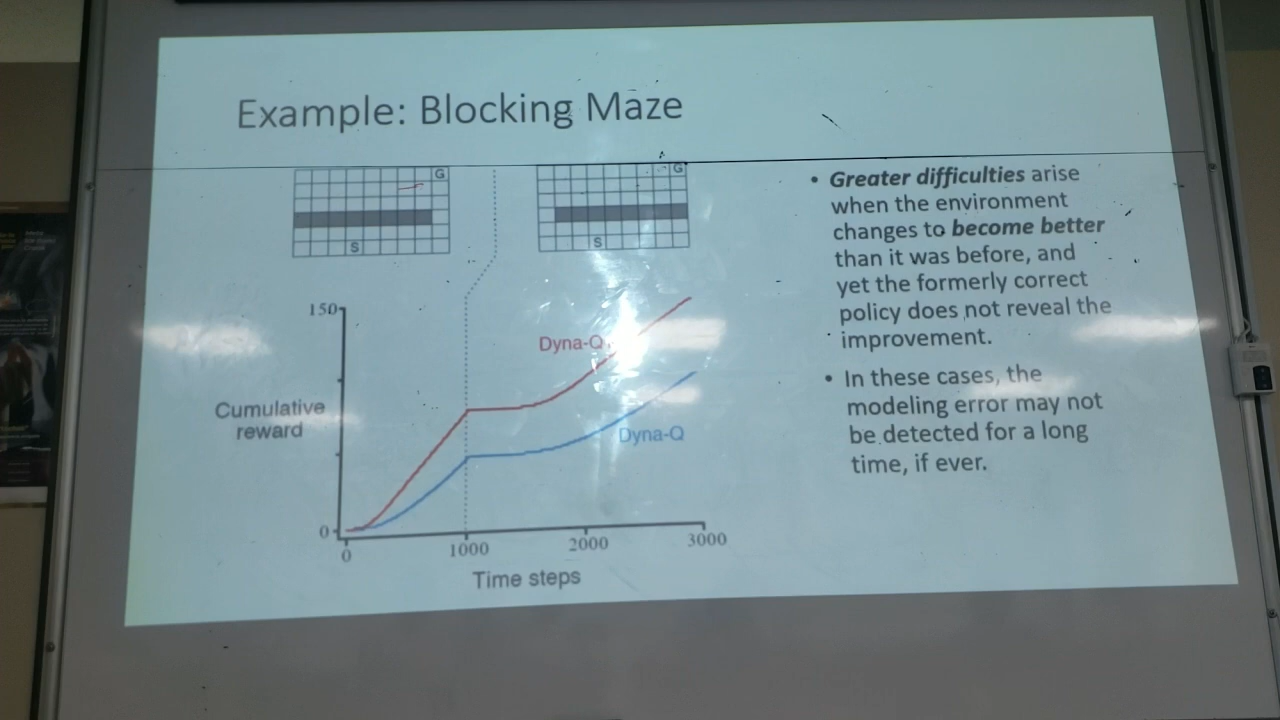 Example: Blocking Maze
G
S
G
S
150
Cumulative
reward
0
Dyna-Q
Dyna-Q
0
1000
2000
3000
Time steps
• Greater difficulties arise
when the environment
changes to become better
than it was before, and
yet the formerly correct
policy does not reveal the
improvement.
• In these cases, the
modeling error may not
be detected for a long
time, if ever.